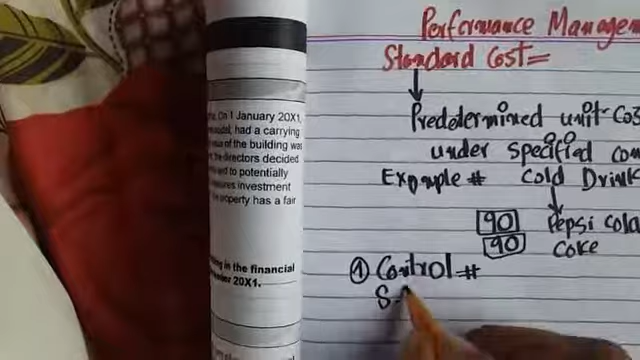 Performance Manage
Standard Cost=
Predetermined unit Cos
under specified con
Example # Cold Drink
90 Pepsi cola
90 Coke
① Control #
S
On 1 January 20X1,
had a carrying
of the building was
directors decided
to potentially
investment
property has a fair
in the financial
20X1.